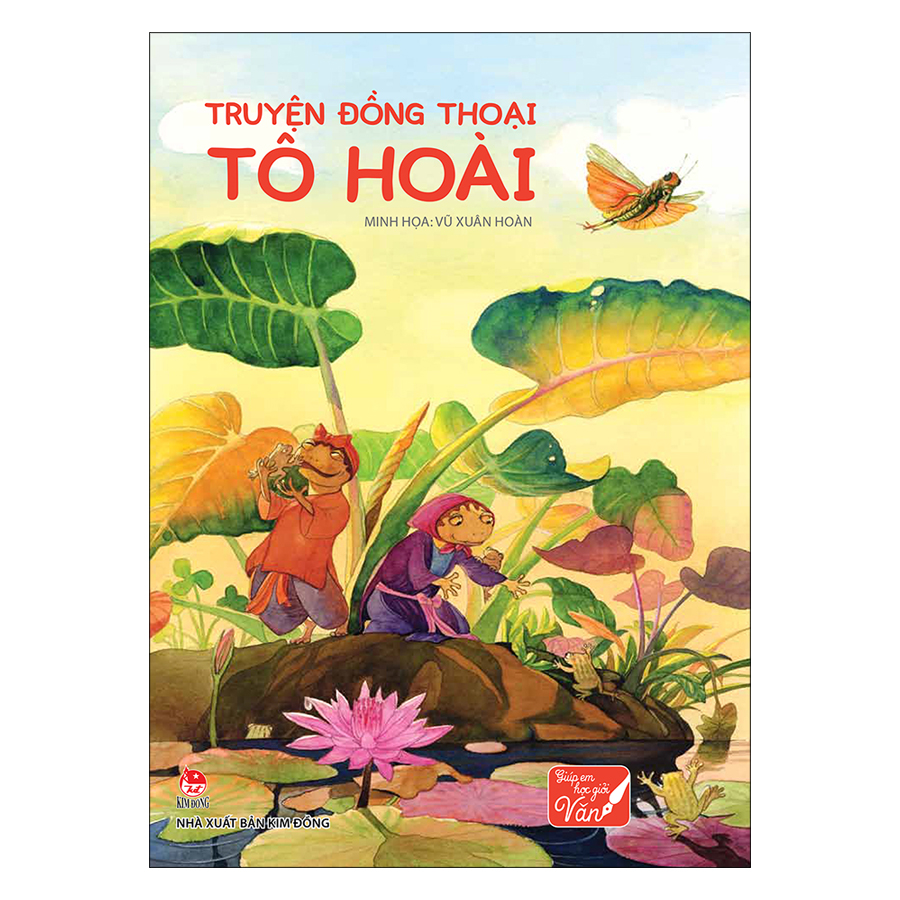 TRUYỆN ĐỒNG THOẠI
TÔ HOÀI
MINH HỌA: VŨ XUÂN HOÀN
Giúp em
học giỏi
Văn
KIM ĐỒNG
NHÀ XUẤT BẢN KIM ĐỒNG